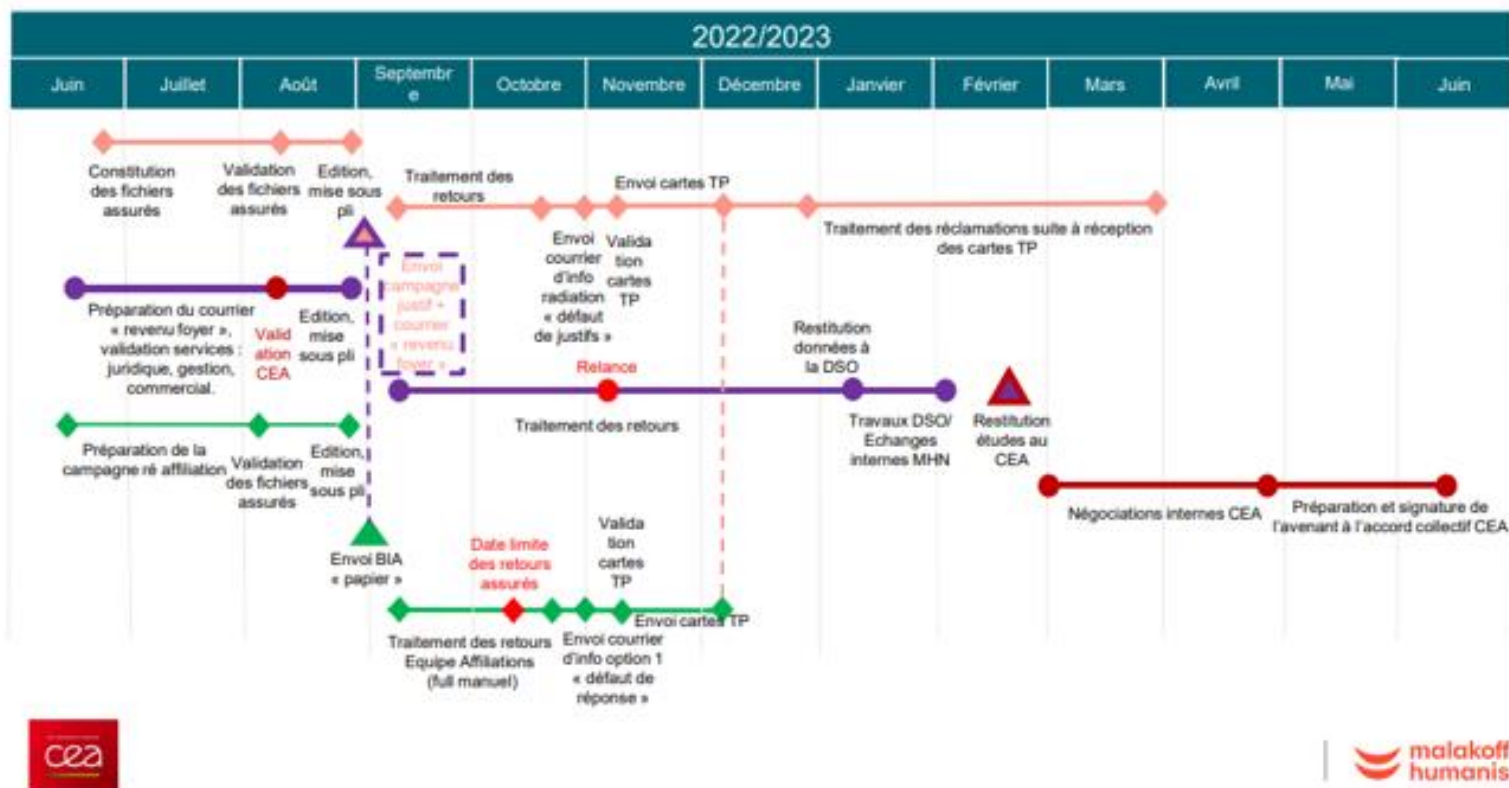 2022/2023
Juin
Juillet
Août
Septembr
e
Octobre
Novembre
Décembre
Janvier
Février
Mars
Avril
Mai
Juin
Constitution
des fichiers
assurés
Validation
des fichiers
assurés
Edition,
mise sous
pli
Traitement des
retours
Envoi cartes TP
Envoi
courrier
d'info
radiation
« défaut
de justifs »
Valida
tion
cartes
TP
Traitement des réclamations suite à réception
des cartes TP
Envoi
campagne
justif +
courrier
« revenu
foyer »
Préparation du courrier
« revenu foyer »,
validation services :
juridique, gestion,
commercial.
Valid
ation
CEA
Edition,
mise
sous pli
Relance
Traitement des retours
Restitution
données à
la DSO
Travaux DSO/
Echanges
internes MHN
Restitution
études au
CEA
Préparation de la
campagne ré affiliation
Validation
des fichiers
assurés
Edition,
mise
sous pli
Négociations internes CEA
Préparation et signature de
l'avenant à l'accord collectif CEA
Envoi BIA
« papier »
Date limite
des retours
assurés
Valida
tion
cartes
TP
Envoi cartes TP
Traitement des retours
Equipe Affiliations
(full manuel)
Envoi courrier
d'info option 1
« défaut de
réponse »
cea
malakoff
humanis